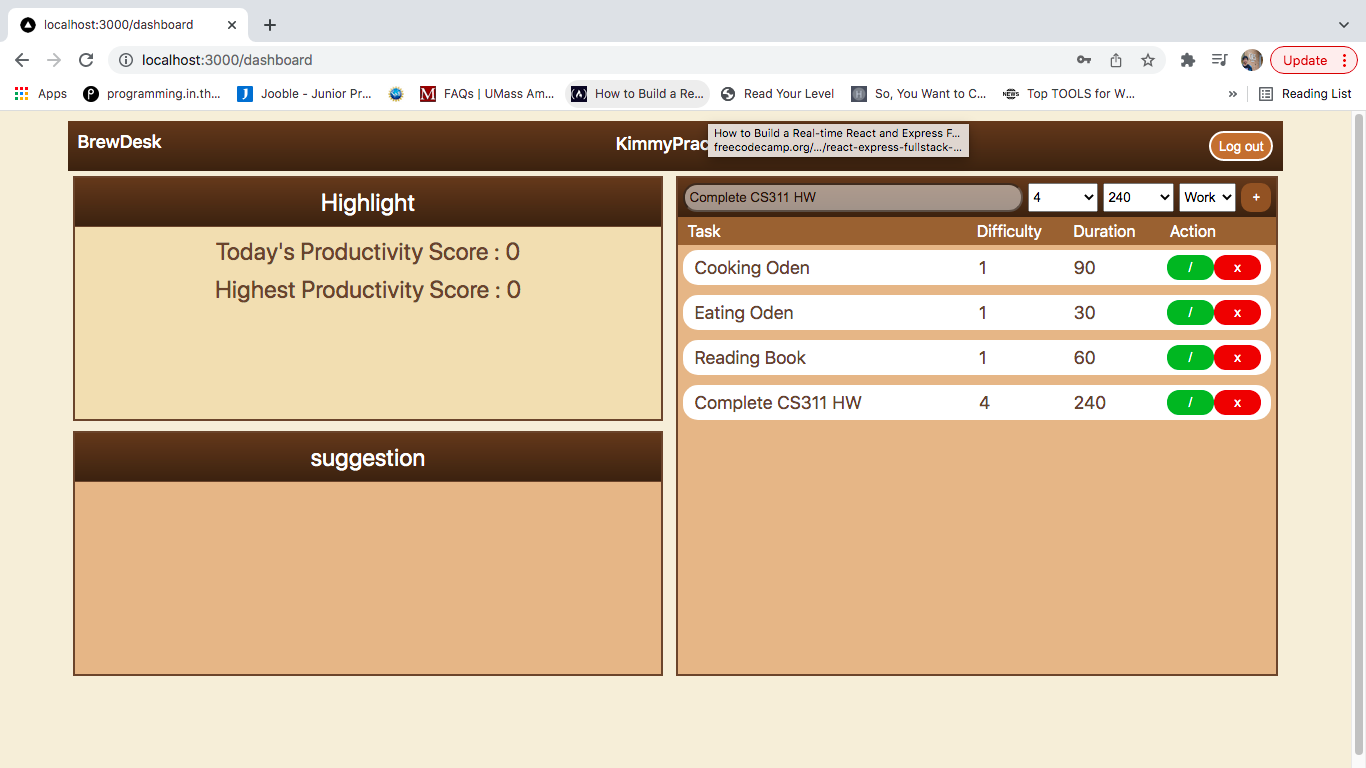 localhost:3000/dashboard
localhost:3000/dashboard
Update
Apps
programming.in.th...
Jooble - Junior Pr...
FAQs | UMass Am...
How to Build a Re...
Read Your Level
So, You Want to C...
NEWS
Top TOOLS for W...
»
Reading List
BrewDesk
KimmyPrac
How to Build a Real-time React and Express F...
freecodecamp.org/.../react-express-fullstack-...
Log out
Highlight
Today's Productivity Score : 0
Highest Productivity Score : 0
suggestion
Complete CS311 HW
4
240
Work
+
Task Difficulty Duration Action
Cooking Oden 1 90 / x
Eating Oden 1 30 / x
Reading Book 1 60 / x
Complete CS311 HW 4 240 / x